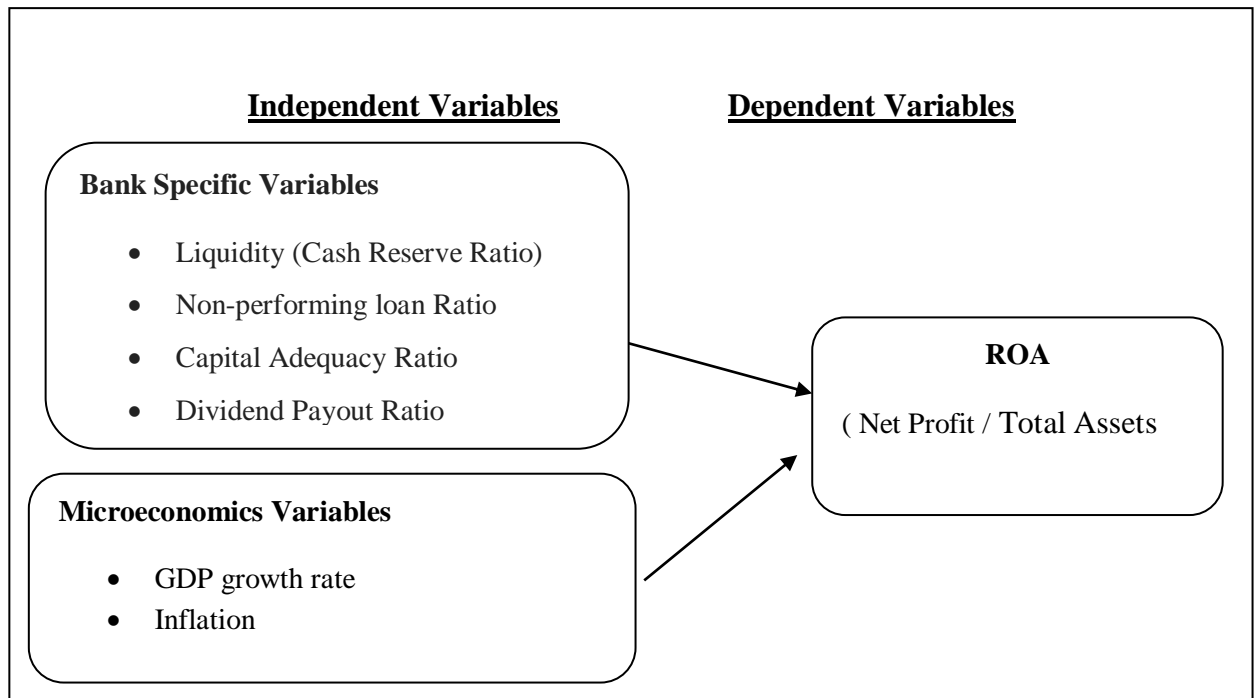 Independent Variables
Dependent Variables
Bank Specific Variables
• Liquidity (Cash Reserve Ratio)
• Non-performing loan Ratio
• Capital Adequacy Ratio
• Dividend Payout Ratio
ROA
( Net Profit / Total Assets
Microeconomics Variables
• GDP growth rate
• Inflation